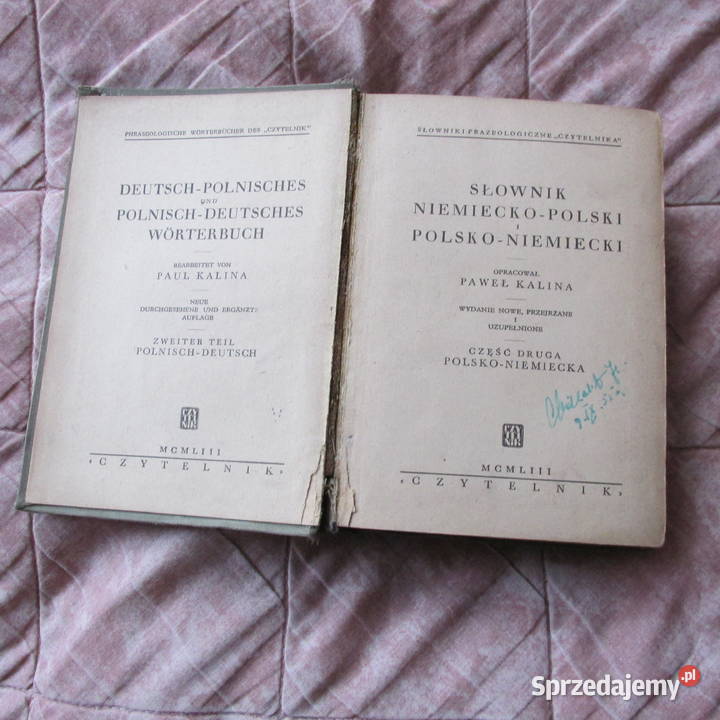 PHRASEOLOGISCHE WÖRTERBÜCHER DES „CZYTELNIK"
DEUTSCH-POLNISCHES
UND
POLNISCH-DEUTSCHES
WÖRTERBUCH
BEARBEITET VON
PAUL KALINA
NEUE
DURCHGESEHENE UND ERGÄNZTE
AUFLAGE
ZWEITER TEIL
POLNISCH-DEUTSCH
MCMLIII
«CZYTELNIK»
SŁOWNIKI FRAZEOLOGICZNE „CZYTELNIKA"
SŁOWNIK
NIEMIECKO-POLSKI
I
POLSKO-NIEMIECKI
OPRACOWAŁ
PAWEŁ KALINA
WYDANIE NOWE, PRZEJRZANE
I
UZUPEŁNIONE
CZĘŚĆ DRUGA
POLSKO-NIEMIECKA
MCMLIII
«CZYTELNIK»
Sprzedajemy.pl